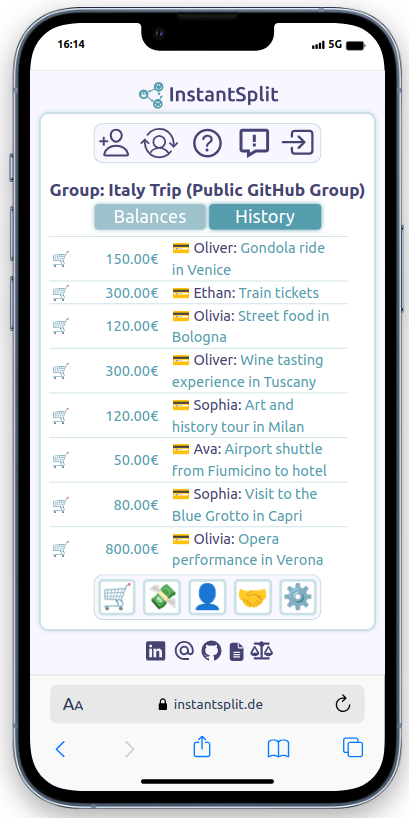 16:14
5G
InstantSplit
Group: Italy Trip (Public GitHub Group)
Balances
History
150.00€
Oliver: Gondola ride
in Venice
300.00€
Ethan: Train tickets
120.00€
Olivia: Street food in
Bologna
300.00€
Oliver: Wine tasting
experience in Tuscany
120.00€
Sophia: Art and
history tour in Milan
50.00€
Ava: Airport shuttle
from Fiumicino to hotel
80.00€
Sophia: Visit to the
Blue Grotto in Capri
800.00€
Olivia: Opera
performance in Verona
in @
AA
instantsplit.de